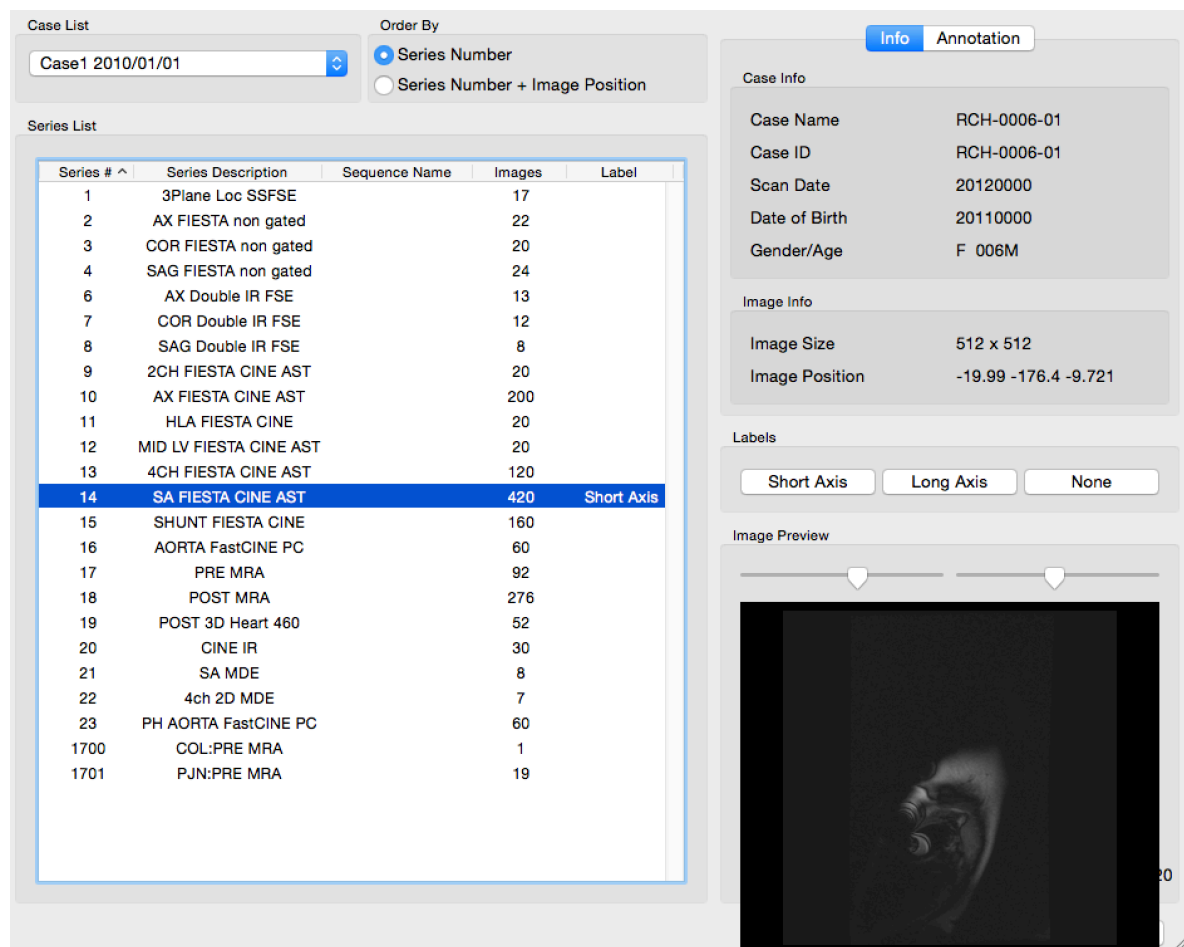 Case List
Case1 2010/01/01
Order By
Series Number
Series Number + Image Position
Series List
Series # Series Description Sequence Name Images Label
1 3Plane Loc SSFSE 17
2 AX FIESTA non gated 22
3 COR FIESTA non gated 20
4 SAG FIESTA non gated 24
6 AX Double IR FSE 13
7 COR Double IR FSE 12
8 SAG Double IR FSE 8
9 2CH FIESTA CINE AST 20
10 AX FIESTA CINE AST 200
11 HLA FIESTA CINE 20
12 MID LV FIESTA CINE AST 20
13 4CH FIESTA CINE AST 120
14 SA FIESTA CINE AST 420 Short Axis
15 SHUNT FIESTA CINE 160
16 AORTA FastCINE PC 60
17 PRE MRA 92
18 POST MRA 276
19 POST 3D Heart 460 52
20 CINE IR 30
21 SA MDE 8
22 4ch 2D MDE 7
23 PH AORTA FastCINE PC 60
1700 COL:PRE MRA 1
1701 PJN:PRE MRA 19
Info Annotation
Case Info
Case Name RCH-0006-01
Case ID RCH-0006-01
Scan Date 20120000
Date of Birth 20110000
Gender/Age F 006M
Image Info
Image Size 512 x 512
Image Position -19.99 -176.4 -9.721
Labels
Short Axis Long Axis None
Image Preview
20